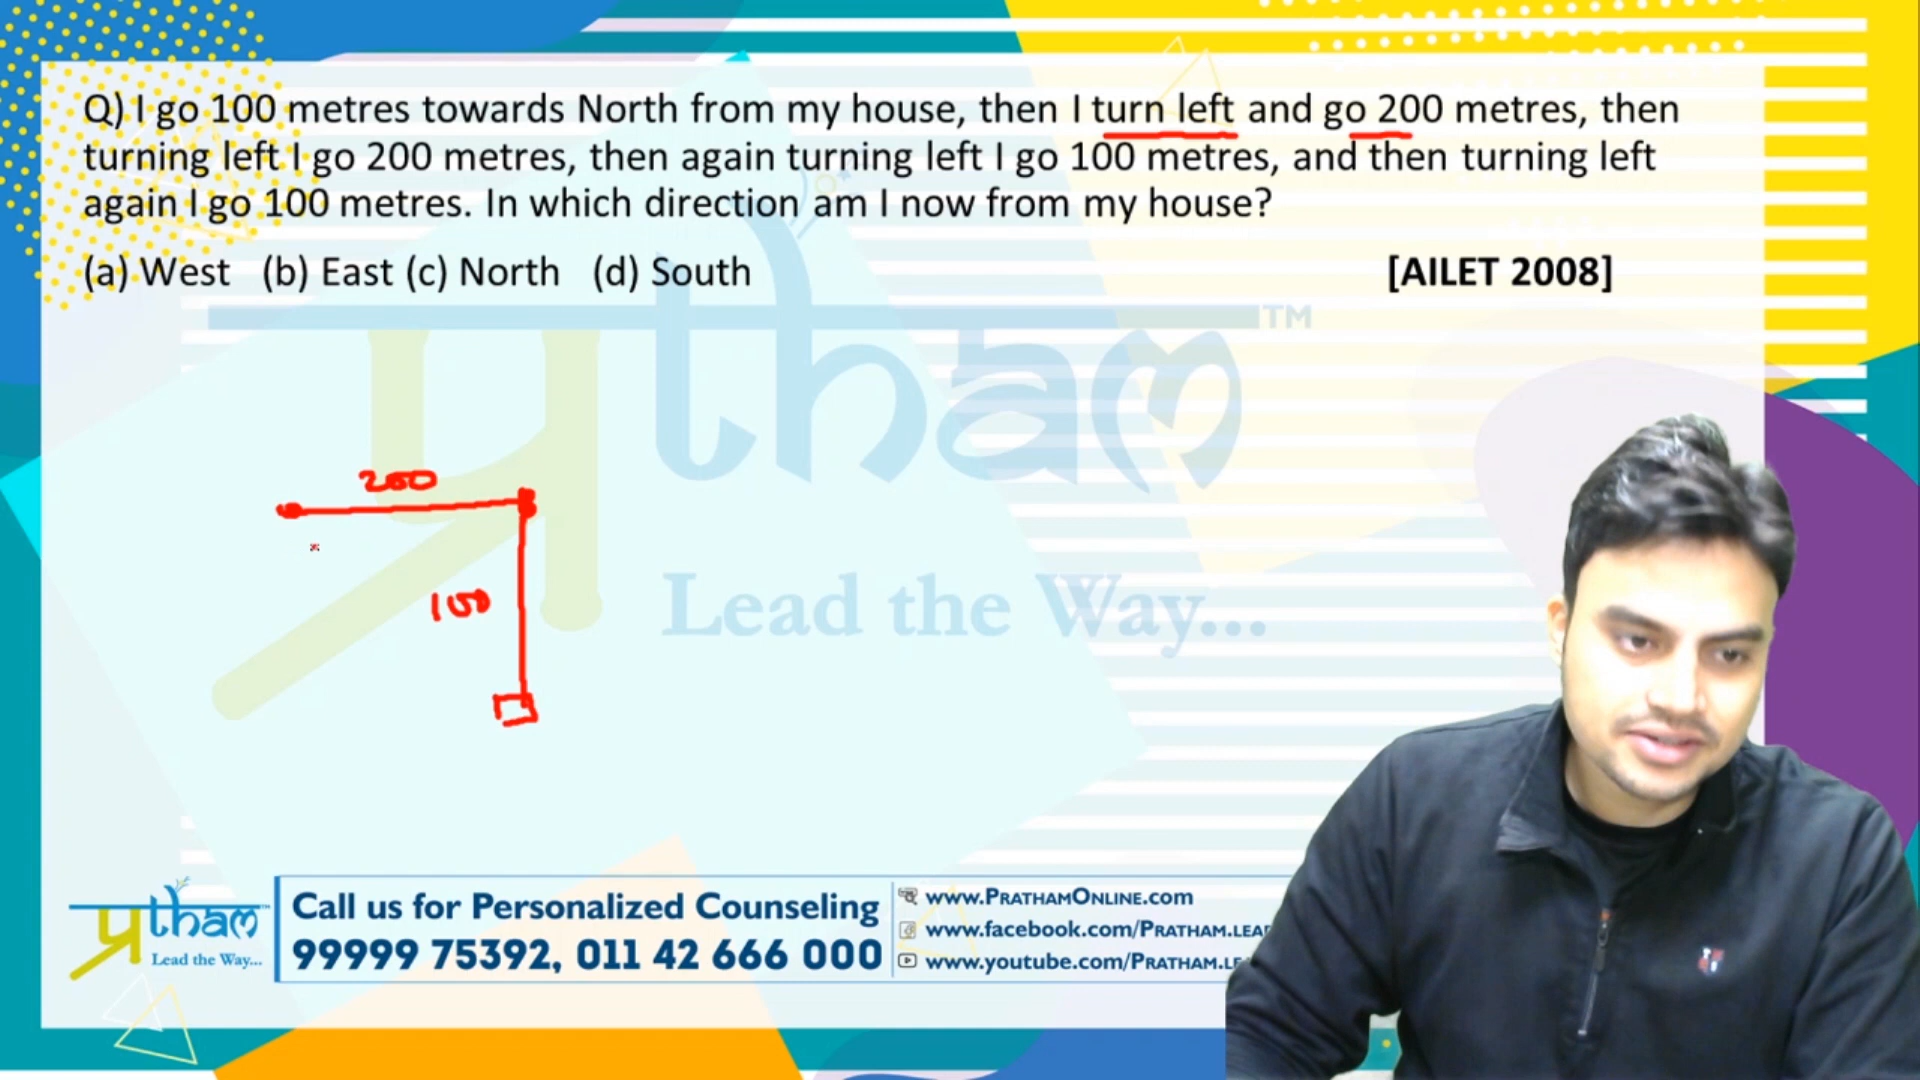 Q) I go 100 metres towards North from my house, then I turn left and go 200 metres, then
turning left I go 200 metres, then again turning left I go 100 metres, and then turning left
again I go 100 metres. In which direction am I now from my house?
(a) West (b) East (c) North (d) South [AILET 2008]
प्रtham TM
200
100
Lead the Way...
प्रtham
Lead the Way...
Call us for Personalized Counseling
99999 75392, 011 42 666 000
www.PrathamOnline.com
www.facebook.com/Pratham.lea
www.youtube.com/Pratham.le